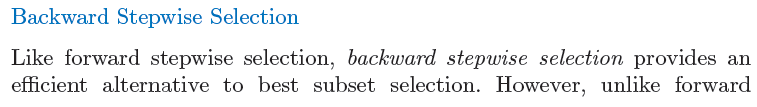 Backward Stepwise Selection
Like forward stepwise selection, backward stepwise selection provides an
efficient alternative to best subset selection. However, unlike forward